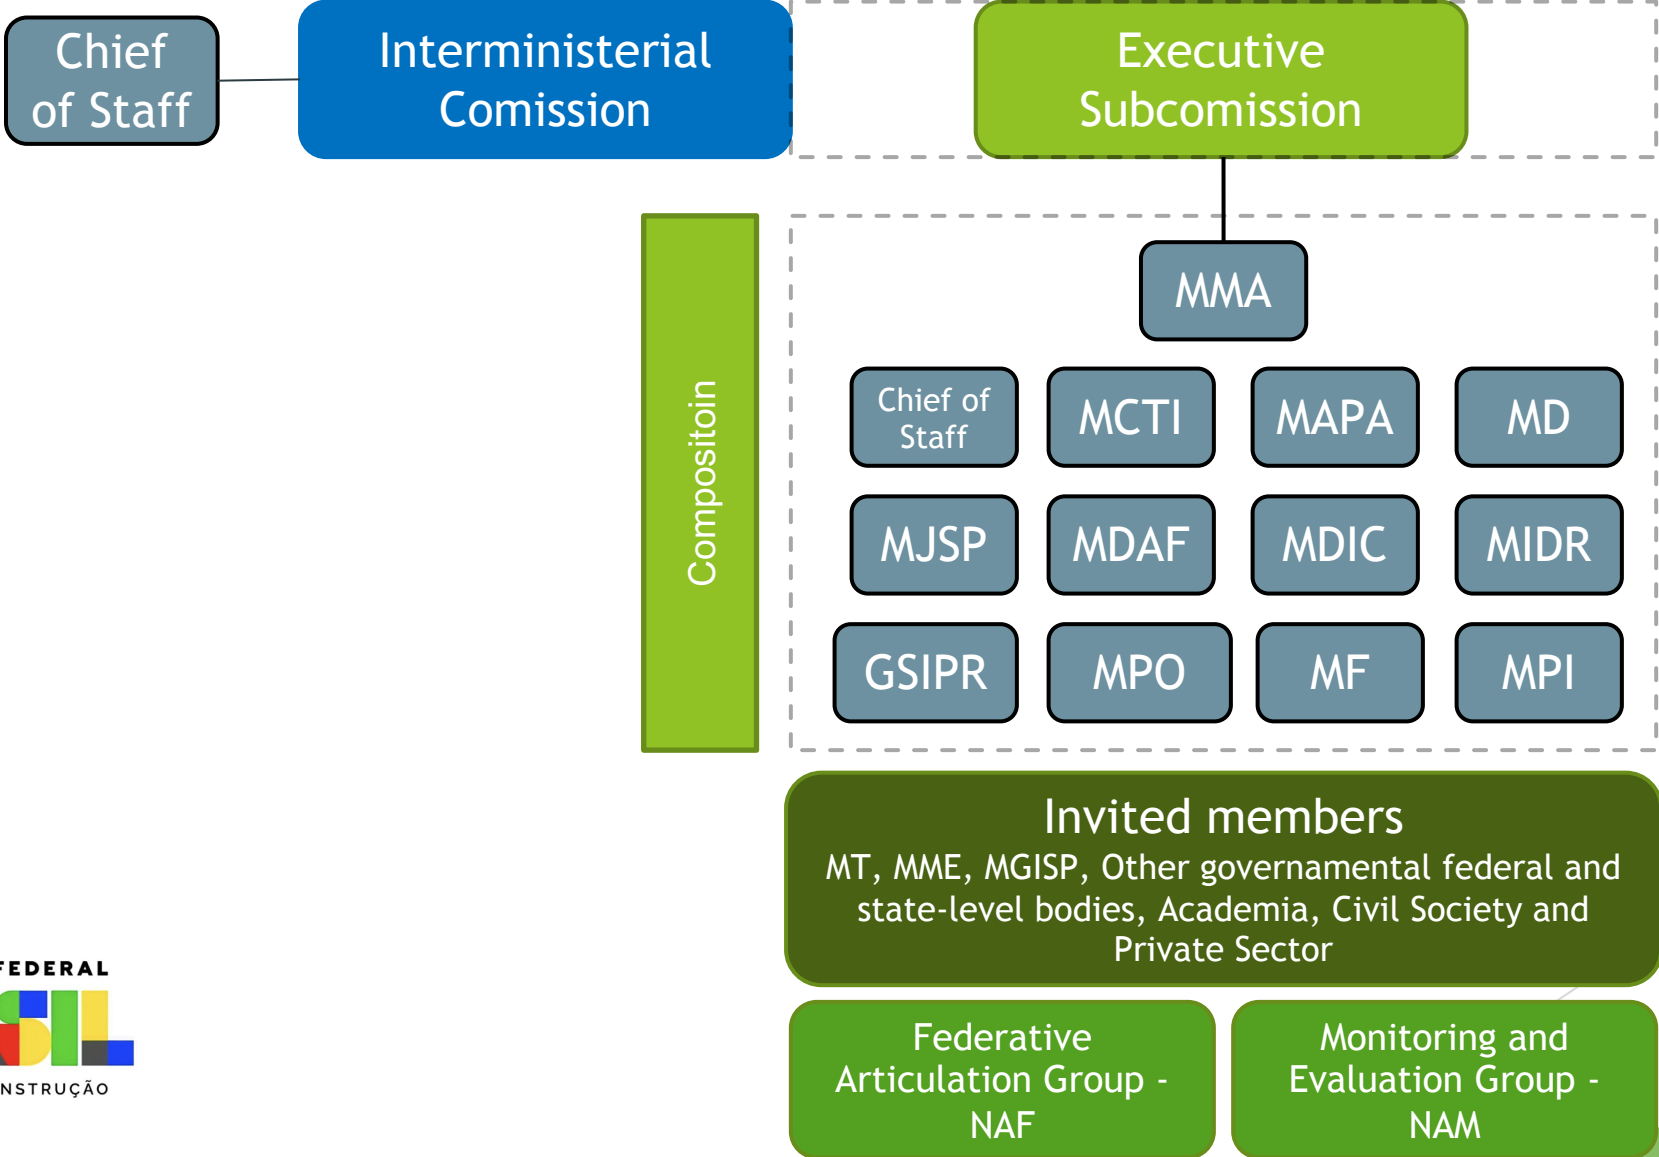 Chief
of Staff
Interministerial
Comission
Executive
Subcomission
Compositoin
MMA
Chief of
Staff
MCTI
MAPA
MD
MJSP
MDAF
MDIC
MIDR
GSIPR
MPO
MF
MPI
Invited members
MT, MME, MGISP, Other governamental federal and
state-level bodies, Academia, Civil Society and
Private Sector
Federative
Articulation Group -
NAF
Monitoring and
Evaluation Group -
NAM
FEDERAL
SIL
NSTRUÇÃO